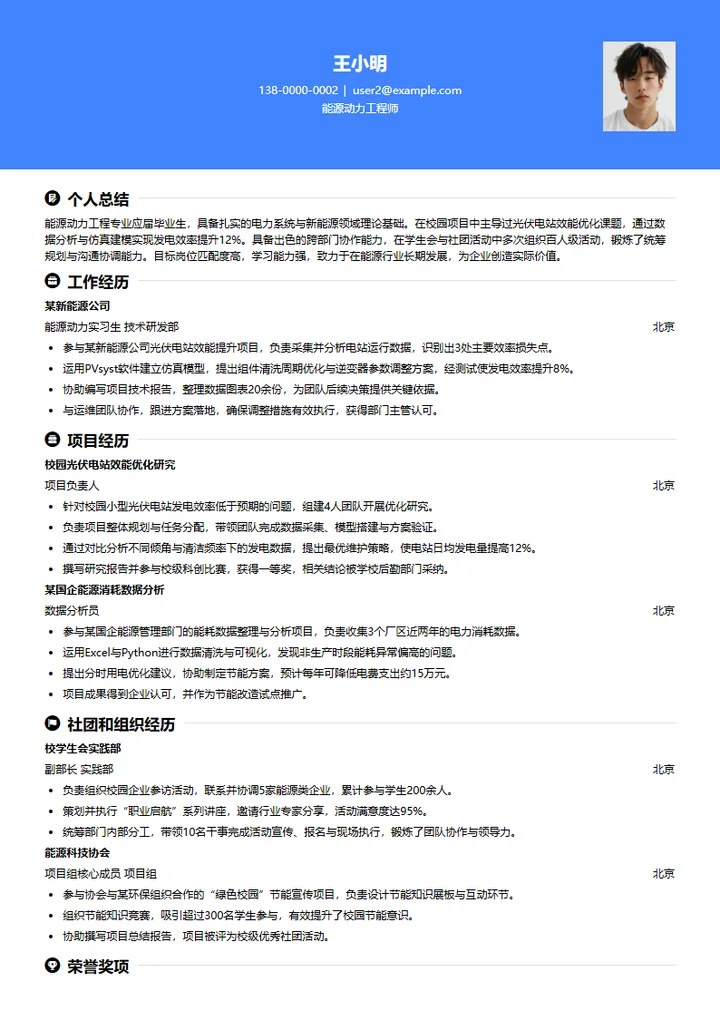 王小明
138-0000-0002 | user2@example.com
能源动力工程师
个人总结
能源动力工程专业应届毕业生，具备扎实的电力系统与新能源领域理论基础。在校园项目中主导过光伏电站效能优化课题，通过数
据分析与仿真建模实现发电效率提升12%。具备出色的跨部门协作能力，在学生会与社团活动中多次组织百人级活动，锻炼了统筹
规划与沟通协调能力。目标岗位匹配度高，学习能力强，致力于在能源行业长期发展，为企业创造实际价值。
工作经历
某新能源公司
能源动力实习生 技术研发部 北京
• 参与某新能源公司光伏电站效能提升项目，负责采集并分析电站运行数据，识别出3处主要效率损失点。
• 运用PVsyst软件建立仿真模型，提出组件清洗周期优化与逆变器参数调整方案，经测试使发电效率提升8%。
• 协助编写项目技术报告，整理数据图表20余份，为团队后续决策提供关键依据。
• 与运维团队协作，跟进方案落地，确保调整措施有效执行，获得部门主管认可。
项目经历
校园光伏电站效能优化研究
项目负责人 北京
• 针对校园小型光伏电站发电效率低于预期的问题，组建4人团队开展优化研究。
• 负责项目整体规划与任务分配，带领团队完成数据采集、模型搭建与方案验证。
• 通过对比分析不同倾角与清洁频率下的发电数据，提出最优维护策略，使电站日均发电量提高12%。
• 撰写研究报告并参与校级科创比赛，获得一等奖，相关结论被学校后勤部门采纳。
某国企能源消耗数据分析
数据分析员 北京
• 参与某国企能源管理部门的能耗数据整理与分析项目，负责收集3个厂区近两年的电力消耗数据。
• 运用Excel与Python进行数据清洗与可视化，发现非生产时段能耗异常偏高的问题。
• 提出分时用电优化建议，协助制定节能方案，预计每年可降低电费支出约15万元。
• 项目成果得到企业认可，并作为节能改造试点推广。
社团和组织经历
校学生会实践部
副部长 实践部 北京
• 负责组织校园企业参访活动，联系并协调5家能源类企业，累计参与学生200余人。
• 策划并执行“职业启航”系列讲座，邀请行业专家分享，活动满意度达95%。
• 统筹部门内部分工，带领10名干事完成活动宣传、报名与现场执行，锻炼了团队协作与领导力。
能源科技协会
项目组核心成员 项目组 北京
• 参与协会与某环保组织合作的“绿色校园”节能宣传项目，负责设计节能知识展板与互动环节。
• 组织节能知识竞赛，吸引超过300名学生参与，有效提升了校园节能意识。
• 协助撰写项目总结报告，项目被评为校级优秀社团活动。
荣誉奖项